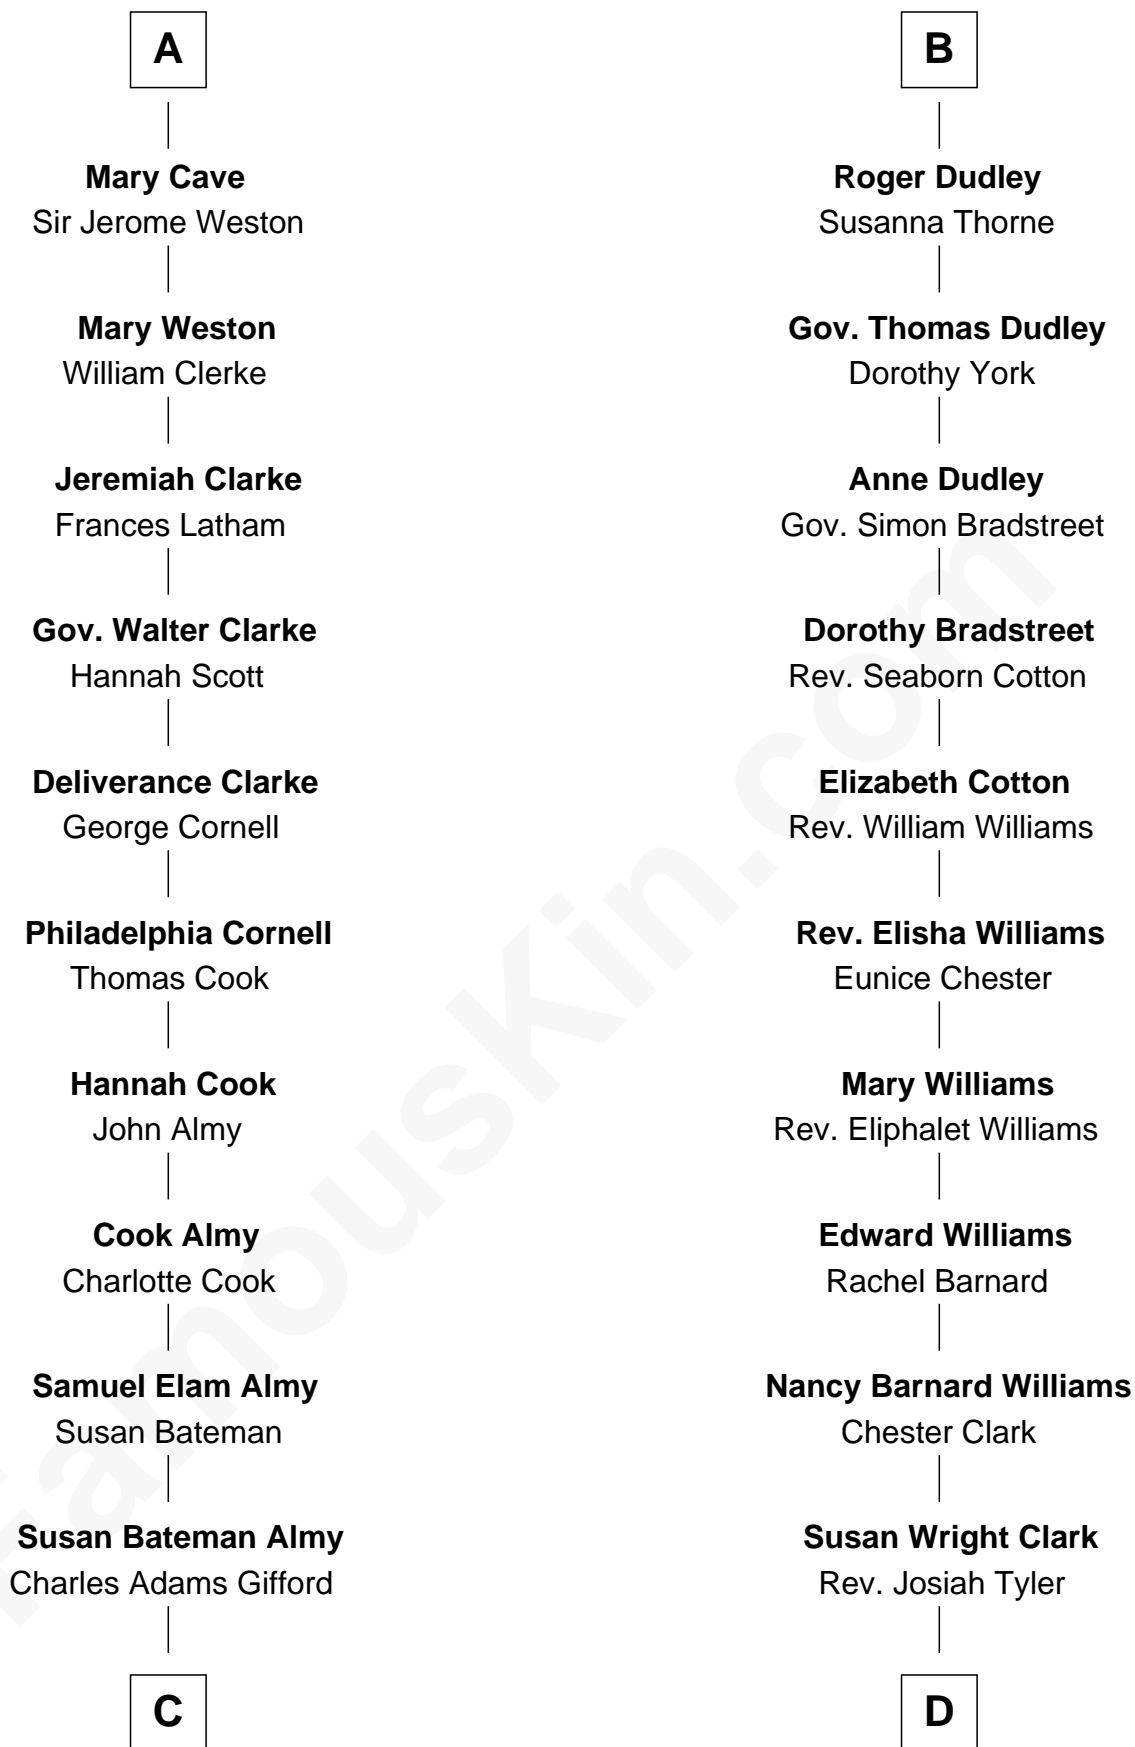 A
Mary Cave
Sir Jerome Weston
Mary Weston
William Clerke
Jeremiah Clarke
Frances Latham
Gov. Walter Clarke
Hannah Scott
Deliverance Clarke
George Cornell
Philadelphia Cornell
Thomas Cook
Hannah Cook
John Almy
Cook Almy
Charlotte Cook
Samuel Elam Almy
Susan Bateman
Susan Bateman Almy
Charles Adams Gifford
C
B
Roger Dudley
Susanna Thorne
Gov. Thomas Dudley
Dorothy York
Anne Dudley
Gov. Simon Bradstreet
Dorothy Bradstreet
Rev. Seaborn Cotton
Elizabeth Cotton
Rev. William Williams
Rev. Elisha Williams
Eunice Chester
Mary Williams
Rev. Eliphalet Williams
Edward Williams
Rachel Barnard
Nancy Barnard Williams
Chester Clark
Susan Wright Clark
Rev. Josiah Tyler
D
FamousKin.com